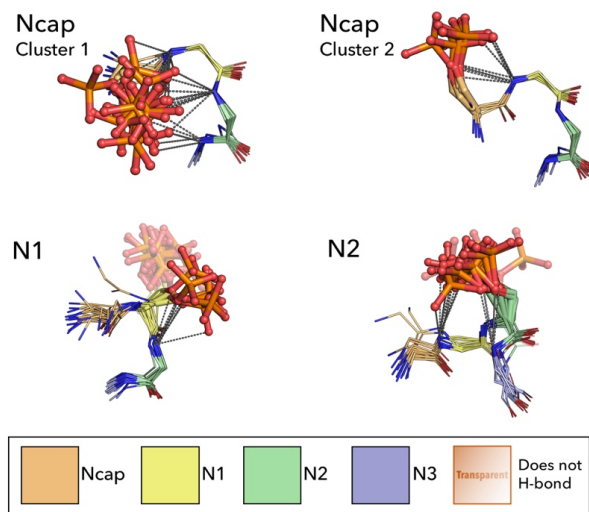 Ncap
Cluster 1
Ncap
Cluster 2
N1
N2
Ncap
N1
N2
N3
Transparent
Does not
H-bond